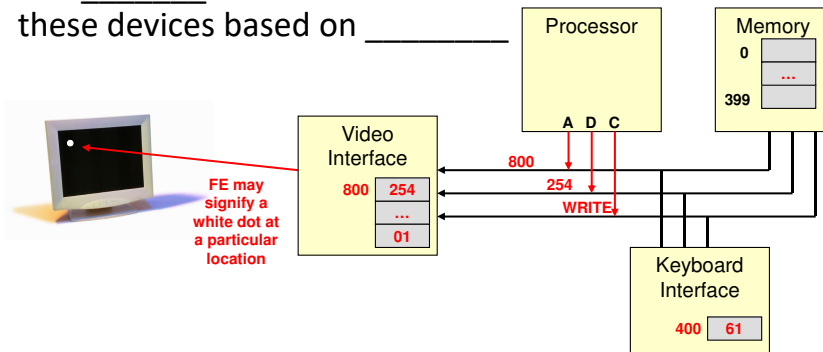 these devices based on ________
Processor
A D C
Memory
0
...
399
Video
Interface
800 254
...
01
800
254
WRITE
FE may
signify a
white dot at
a particular
location
Keyboard
Interface
400 61